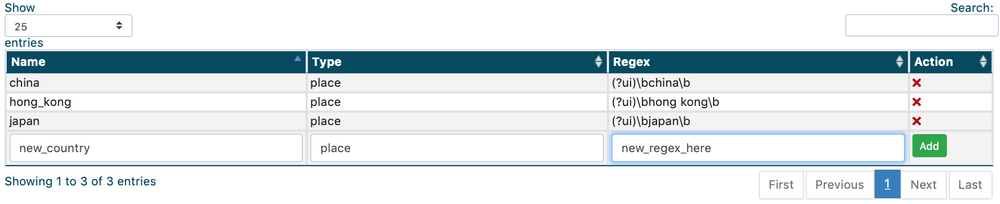 Show
Search:
25
entries
Name Type Regex Action
china place (?ui)\bchina\b
hong_kong place (?ui)\bhong kong\b
japan place (?ui)\bjapan\b
new_country place new_regex_here Add
Showing 1 to 3 of 3 entries
First Previous 1 Next Last